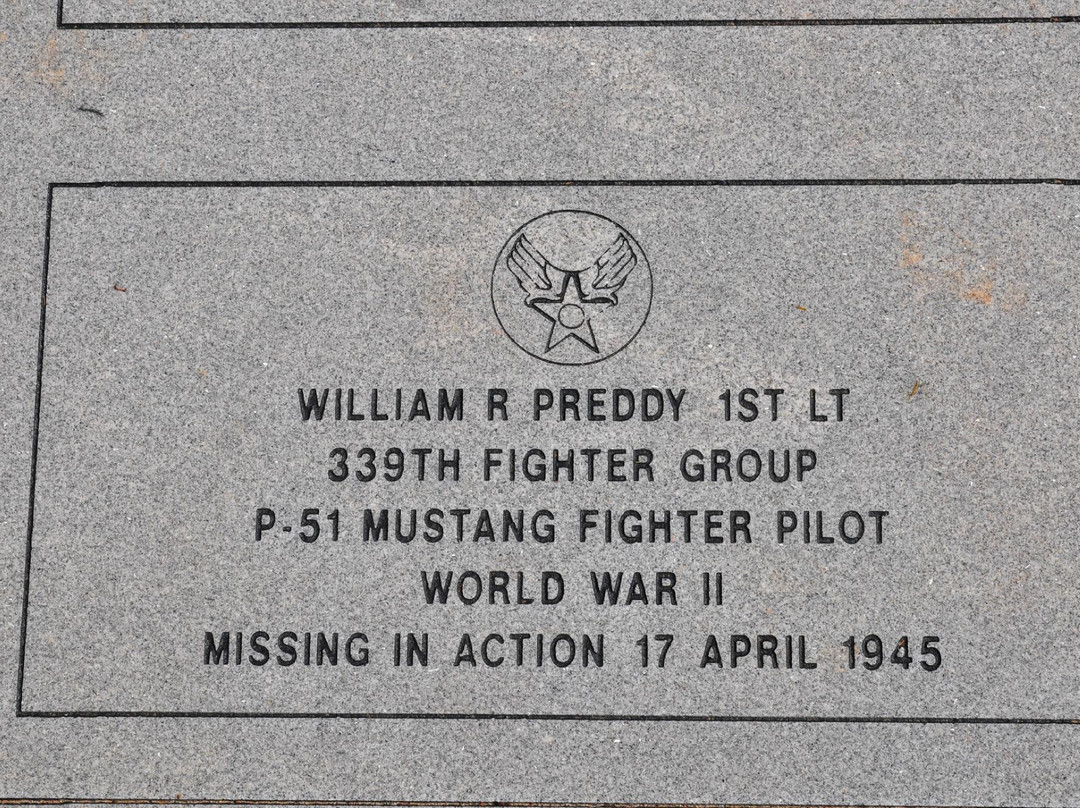 WILLIAM R PREDDY 1ST LT
339TH FIGHTER GROUP
P-51 MUSTANG FIGHTER PILOT
WORLD WAR II
MISSING IN ACTION 17 APRIL 1945